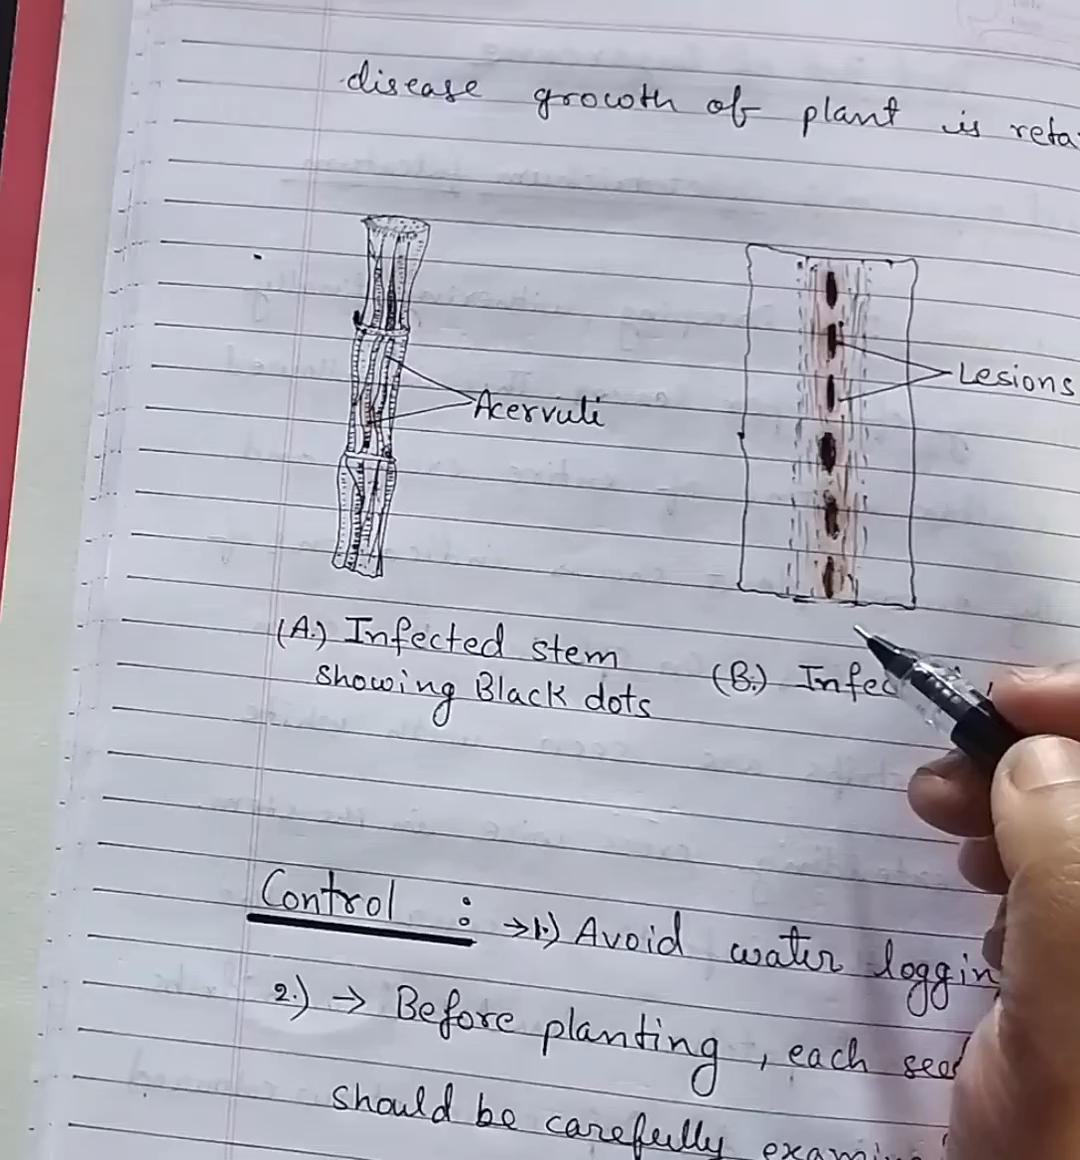 disease growth of plant is
Acervuli
Lesions
(A.) Infected stem
showing Black dots
(B.)
Control : →1.) Avoid water
2.) → Before planting, each
should be carefully